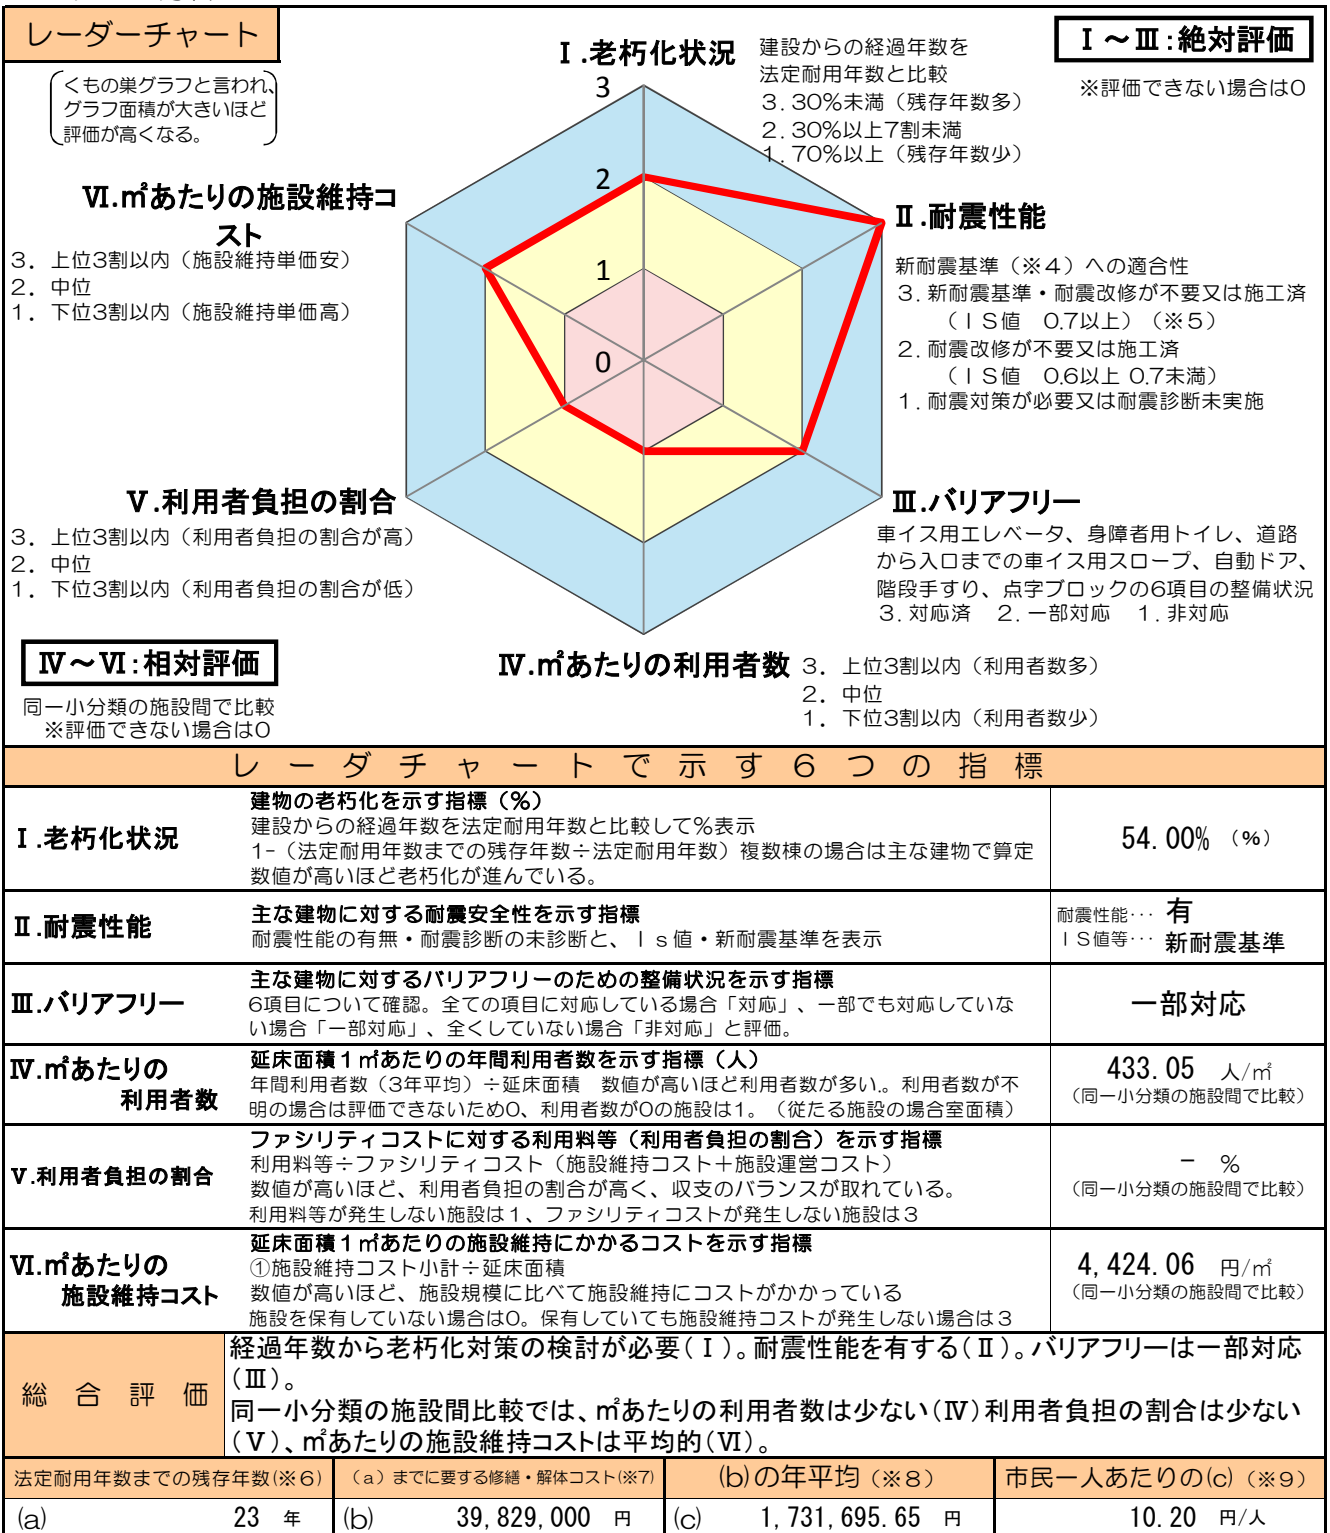 レーダーチャート
くもの巣グラフと言われ、
グラフ面積が大きいほど
評価が高くなる。
Ⅰ.老朽化状況
建設からの経過年数を
法定耐用年数と比較
3.30%未満（残存年数多）
2.30%以上7割未満
1.70%以上（残存年数少）
Ⅰ～Ⅲ:絶対評価
※評価できない場合は0
3
2
1
0
Ⅱ.耐震性能
新耐震基準（※4）への適合性
3.新耐震基準・耐震改修が不要又は施工済
（ＩＳ値　0.7以上）（※5）
2.耐震改修が不要又は施工済
（ＩＳ値　0.6以上 0.7未満）
1.耐震対策が必要又は耐震診断未実施
Ⅵ.㎡あたりの施設維持コ
スト
3．上位3割以内（施設維持単価安）
2．中位
1．下位3割以内（施設維持単価高）
Ⅲ.バリアフリー
車イス用エレベータ、身障者用トイレ、道路
から入口までの車イス用スロープ、自動ドア、
階段手すり、点字ブロックの6項目の整備状況
3.対応済　2.一部対応　1.非対応
Ⅴ.利用者負担の割合
3．上位3割以内（利用者負担の割合が高）
2．中位
1．下位3割以内（利用者負担の割合が低）
Ⅳ～Ⅵ:相対評価
同一小分類の施設間で比較
※評価できない場合は0
Ⅳ.㎡あたりの利用者数
3．上位3割以内（利用者数多）
2．中位
1．下位3割以内（利用者数少）
レーダチャートで示す6つの指標
Ⅰ.老朽化状況
建物の老朽化を示す指標（%）
建設からの経過年数を法定耐用年数と比較して%表示
1-（法定耐用年数までの残存年数÷法定耐用年数）複数棟の場合は主な建物で算定
数値が高いほど老朽化が進んでいる。
54.00% （%）
Ⅱ.耐震性能
主な建物に対する耐震安全性を示す指標
耐震性能の有無・耐震診断の未診断と、Ｉｓ値・新耐震基準を表示
耐震性能… 有
ＩＳ値等… 新耐震基準
Ⅲ.バリアフリー
主な建物に対するバリアフリーのための整備状況を示す指標
6項目について確認。全ての項目に対応している場合「対応」、一部でも対応していな
い場合「一部対応」、全くしていない場合「非対応」と評価。
一部対応
Ⅳ.㎡あたりの
利用者数
延床面積１㎡あたりの年間利用者数を示す指標（人）
年間利用者数（3年平均）÷延床面積　数値が高いほど利用者数が多い。利用者数が不
明の場合は評価できないため0、利用者数が0の施設は1。（従たる施設の場合室面積）
433.05 人/㎡
（同一小分類の施設間で比較）
Ⅴ.利用者負担の割合
ファシリティコストに対する利用料等（利用者負担の割合）を示す指標
利用料等÷ファシリティコスト（施設維持コスト＋施設運営コスト）
数値が高いほど、利用者負担の割合が高く、収支のバランスが取れている。
利用料等が発生しない施設は１、ファシリティコストが発生しない施設は３
－ %
（同一小分類の施設間で比較）
Ⅵ.㎡あたりの
施設維持コスト
延床面積１㎡あたりの施設維持にかかるコストを示す指標
①施設維持コスト小計÷延床面積
数値が高いほど、施設規模に比べて施設維持にコストがかかっている
施設を保有していない場合は0。保有していても施設維持コストが発生しない場合は３
4,424.06 円/㎡
（同一小分類の施設間で比較）
総合評価
経過年数から老朽化対策の検討が必要(Ⅰ)。耐震性能を有する(Ⅱ)。バリアフリーは一部対応
(Ⅲ)。
同一小分類の施設間比較では、㎡あたりの利用者数は少ない(Ⅳ)利用者負担の割合は少ない
(Ⅴ)、㎡あたりの施設維持コストは平均的(Ⅵ)。
法定耐用年数までの残存年数(※6)
（a）までに要する修繕・解体コスト(※7)
(b)の年平均（※8）
市民一人あたりの(c)（※9）
(a) 23 年
(b) 39,829,000 円
(c) 1,731,695.65 円
10.20 円/人